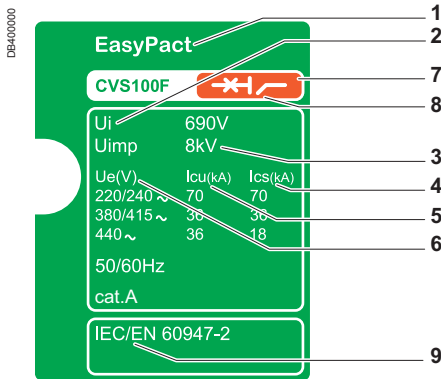 DB400000
EasyPact
1
2
CVS100F
7
8
Ui 690V
Uimp 8kV
3
Ue(V) Icu(kA) Ics(kA)
4
220/240 ~ 70 70
5
380/415 ~ 36 36
440 ~ 36 18
6
50/60Hz
cat.A
IEC/EN 60947-2
9